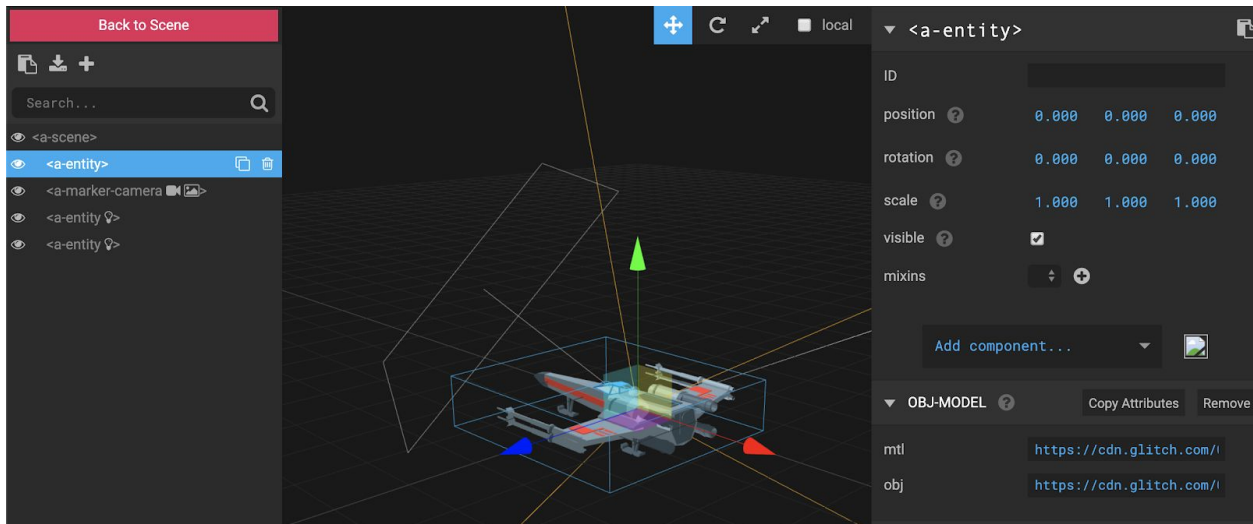 Back to Scene
Search...
<a-scene>
<a-entity>
<a-marker-camera >
<a-entity >
<a-entity >
local
<a-entity>
ID
position ? 0.000 0.000 0.000
rotation ? 0.000 0.000 0.000
scale ? 1.000 1.000 1.000
visible ?
mixins
Add component...
OBJ-MODEL ? Copy Attributes Remove
mtl https://cdn.glitch.com/
obj https://cdn.glitch.com/